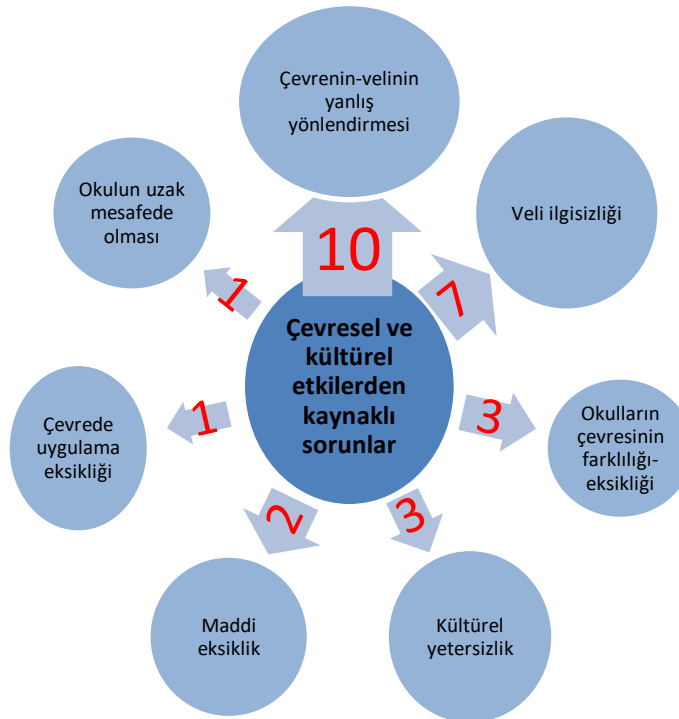 Çevrenin-velinin
yanlış
yönlendirmesi
10
Veli ilgisizliği
7
Okulların
çevresinin
farklılığı-
eksikliği
3
Kültürel
yetersizlik
3
Maddi
eksiklik
2
Çevrede
uygulama
eksikliği
1
Okulun uzak
mesafede
olması
1
Çevresel ve
kültürel
etkilerden
kaynaklı
sorunlar